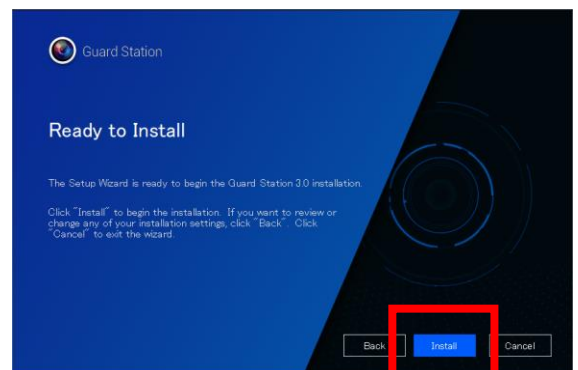 Guard Station
Ready to Install
The Setup Wizard is ready to begin the Guard Station 3.0 installation.
Click "Install" to begin the installation. If you want to review or
change any of your installation settings, click "Back". Click
"Cancel" to exit the wizard.
Back Install Cancel